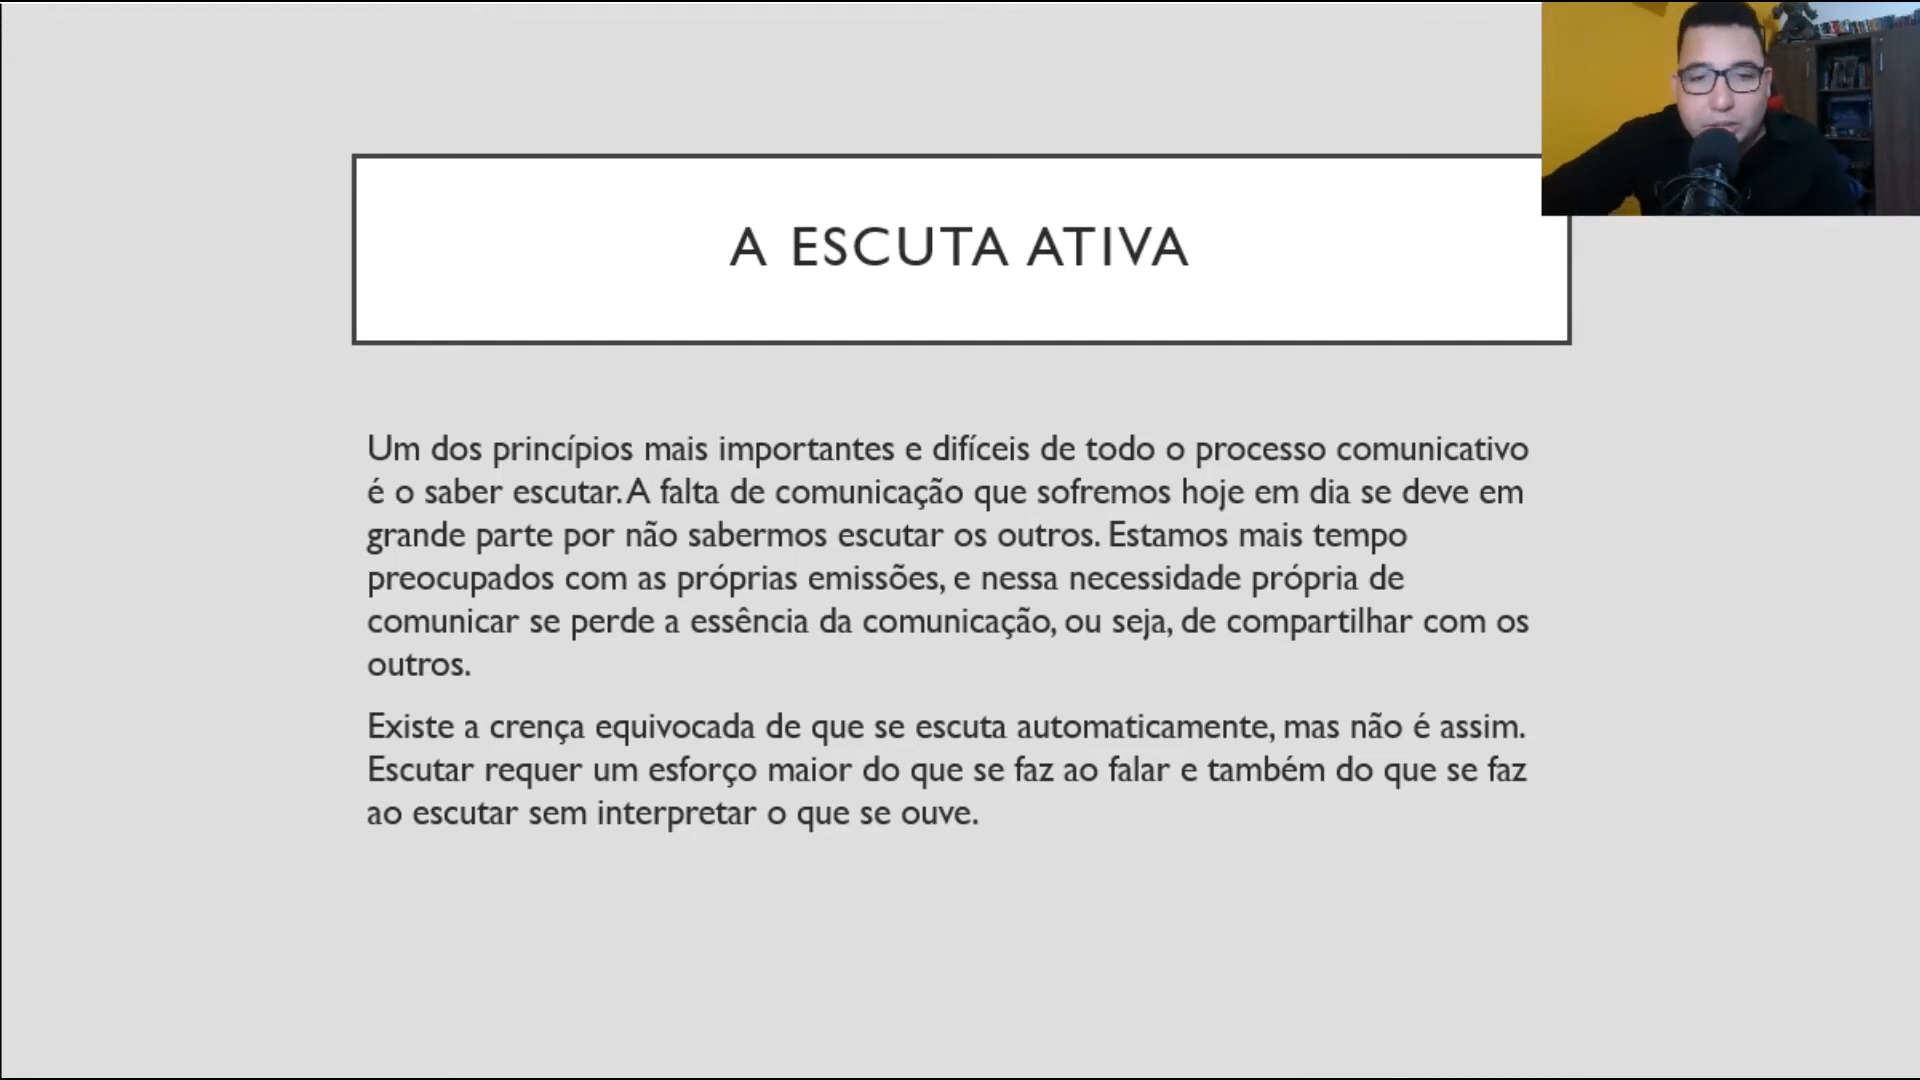 A ESCUTA ATIVA
Um dos princípios mais importantes e difíceis de todo o processo comunicativo
é o saber escutar. A falta de comunicação que sofremos hoje em dia se deve em
grande parte por não sabermos escutar os outros. Estamos mais tempo
preocupados com as próprias emissões, e nessa necessidade própria de
comunicar se perde a essência da comunicação, ou seja, de compartilhar com os
outros.
Existe a crença equivocada de que se escuta automaticamente, mas não é assim.
Escutar requer um esforço maior do que se faz ao falar e também do que se faz
ao escutar sem interpretar o que se ouve.